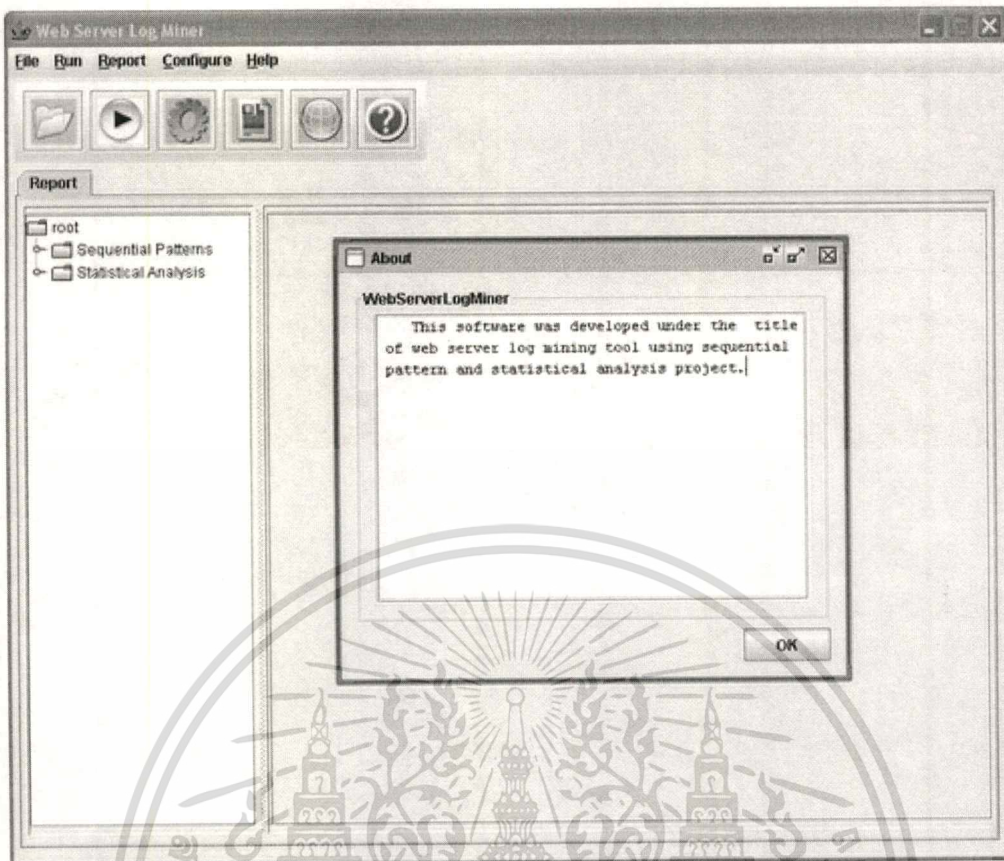 Web Server Log Miner
File Run Report Configure Help
Report
root
Sequential Patterns
Statistical Analysis
About
WebServerLogMiner
This software was developed under the title
of web server log mining tool using sequential
pattern and statistical analysis project.
OK